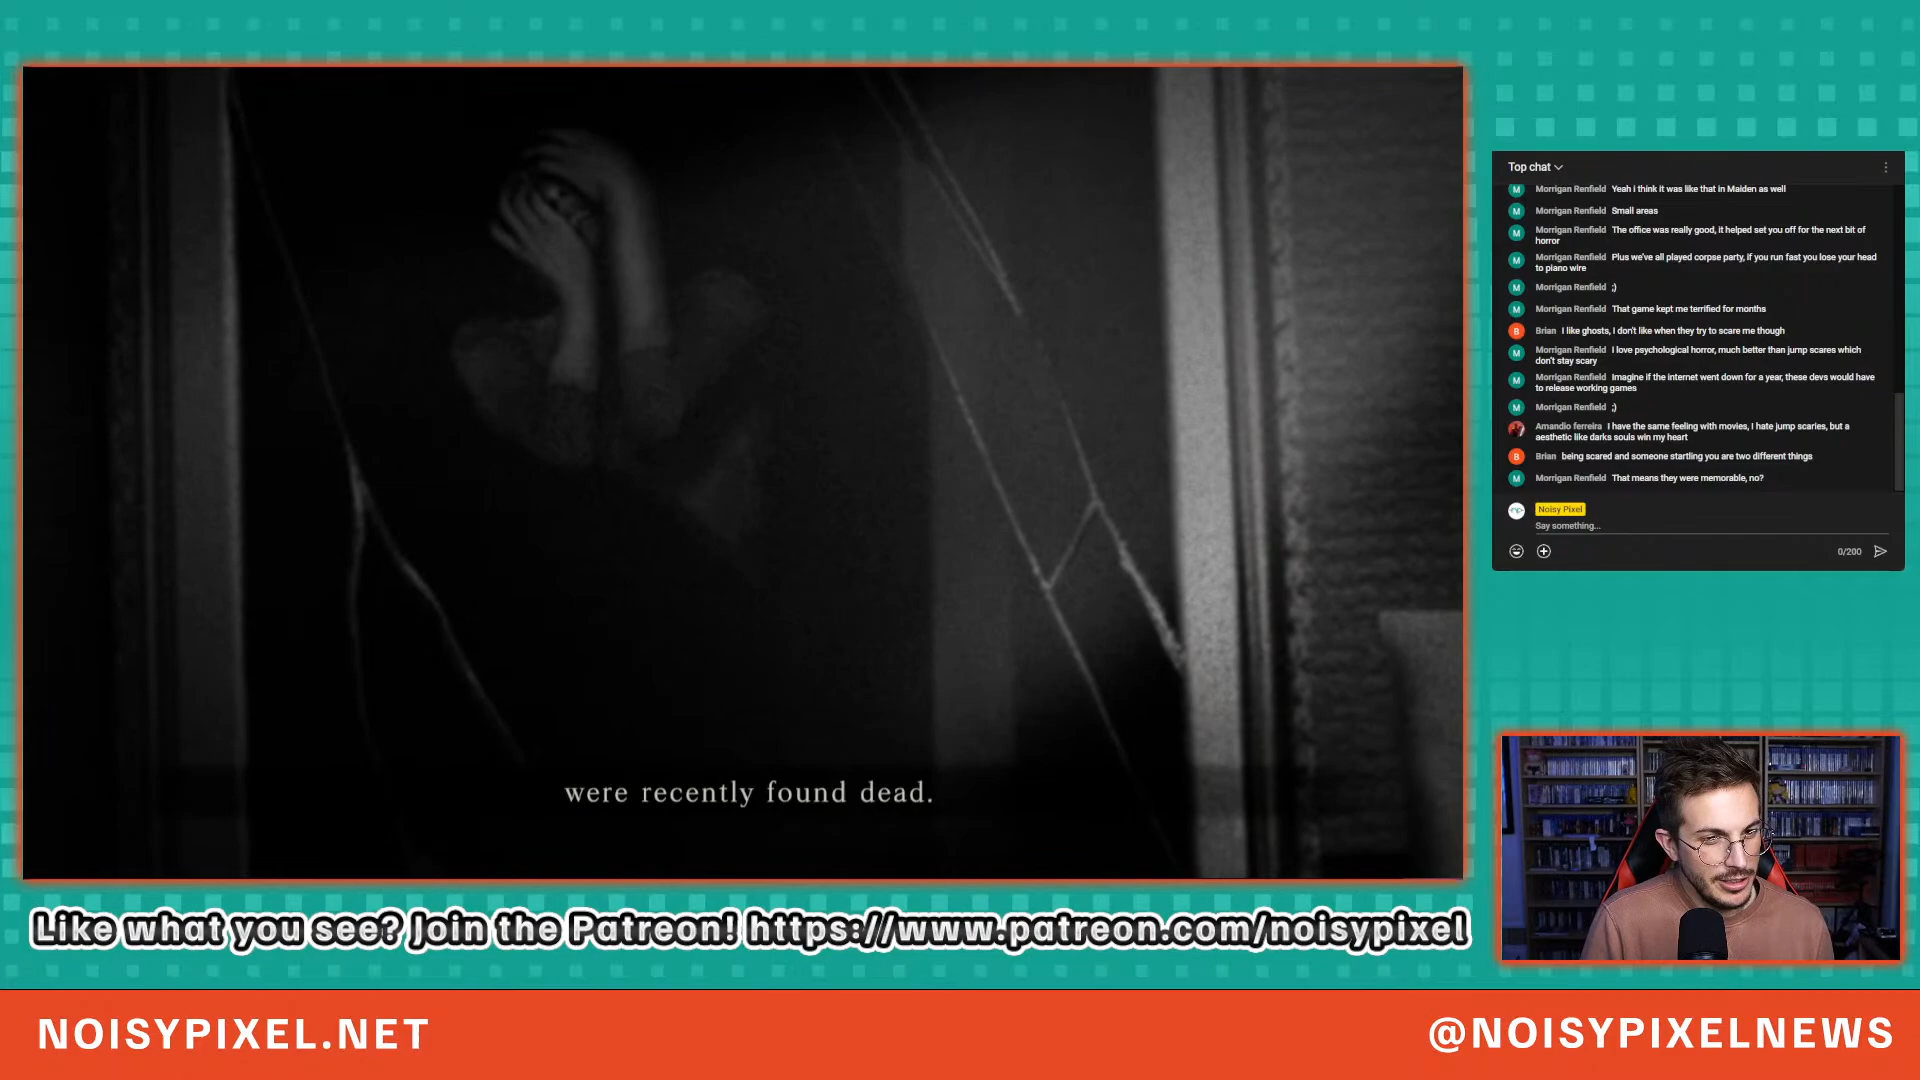 Top chat
Morrigan Renfield Yeah i think it was like that in Maiden as well
Morrigan Renfield Small areas
Morrigan Renfield The office was really good, it helped set you off for the next bit of
horror
Morrigan Renfield Plus we've all played corpse party, if you run fast you lose your head
to piano wire
Morrigan Renfield ;)
Morrigan Renfield That game kept me terrified for months
Brian I like ghosts, I don't like when they try to scare me though
Morrigan Renfield I love psychological horror, much better than jump scares which
don't stay scary
Morrigan Renfield Imagine if the internet went down for a year, these devs would have
to release working games
Morrigan Renfield ;)
Amandio ferreira I have the same feeling with movies, I hate jump scaries, but a
aesthetic like darks souls win my heart
Brian being scared and someone startling you are two different things
Morrigan Renfield That means they were memorable, no?
Noisy Pixel
Say something...
0/200
were recently found dead.
Like what you see? Join the Patreon! https://www.patreon.com/noisypixel
NOISYPIXEL.NET
@NOISYPIXELNEWS